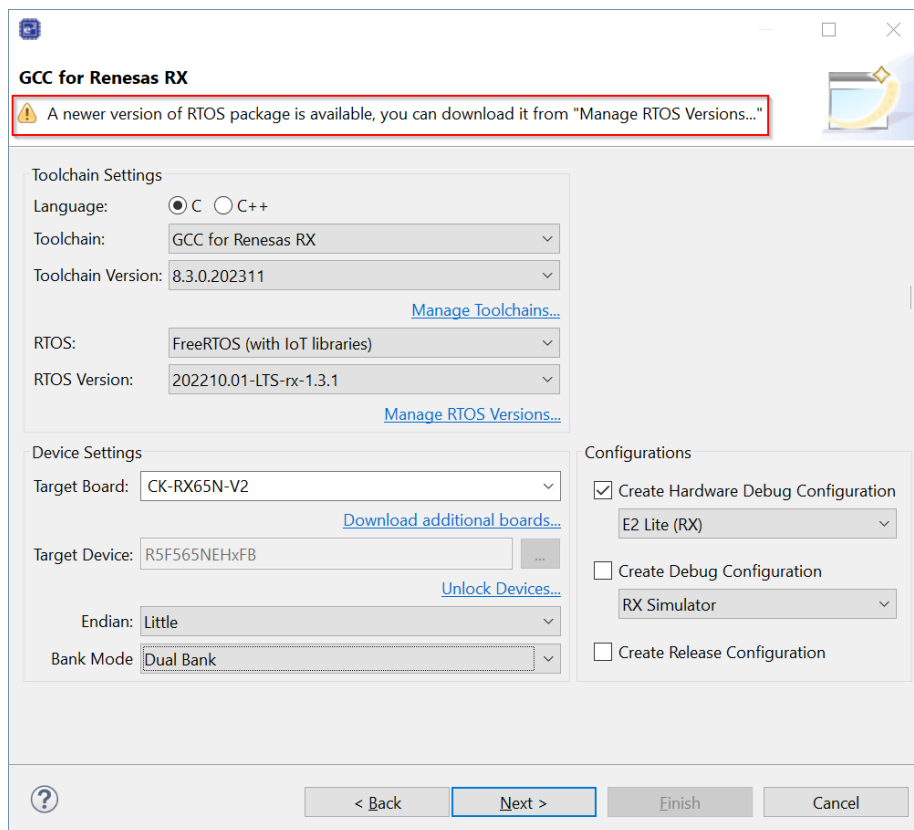 GCC for Renesas RX
A newer version of RTOS package is available, you can download it from "Manage RTOS Versions..."
Toolchain Settings
Language: C C++
Toolchain: GCC for Renesas RX
Toolchain Version: 8.3.0.202311
Manage Toolchains...
RTOS: FreeRTOS (with IoT libraries)
RTOS Version: 202210.01-LTS-rx-1.3.1
Manage RTOS Versions...
Device Settings
Target Board: CK-RX65N-V2
Download additional boards...
Target Device: R5F565NEHxFB ...
Unlock Devices...
Endian: Little
Bank Mode Dual Bank
Configurations
Create Hardware Debug Configuration
E2 Lite (RX)
Create Debug Configuration
RX Simulator
Create Release Configuration
? < Back Next > Finish Cancel